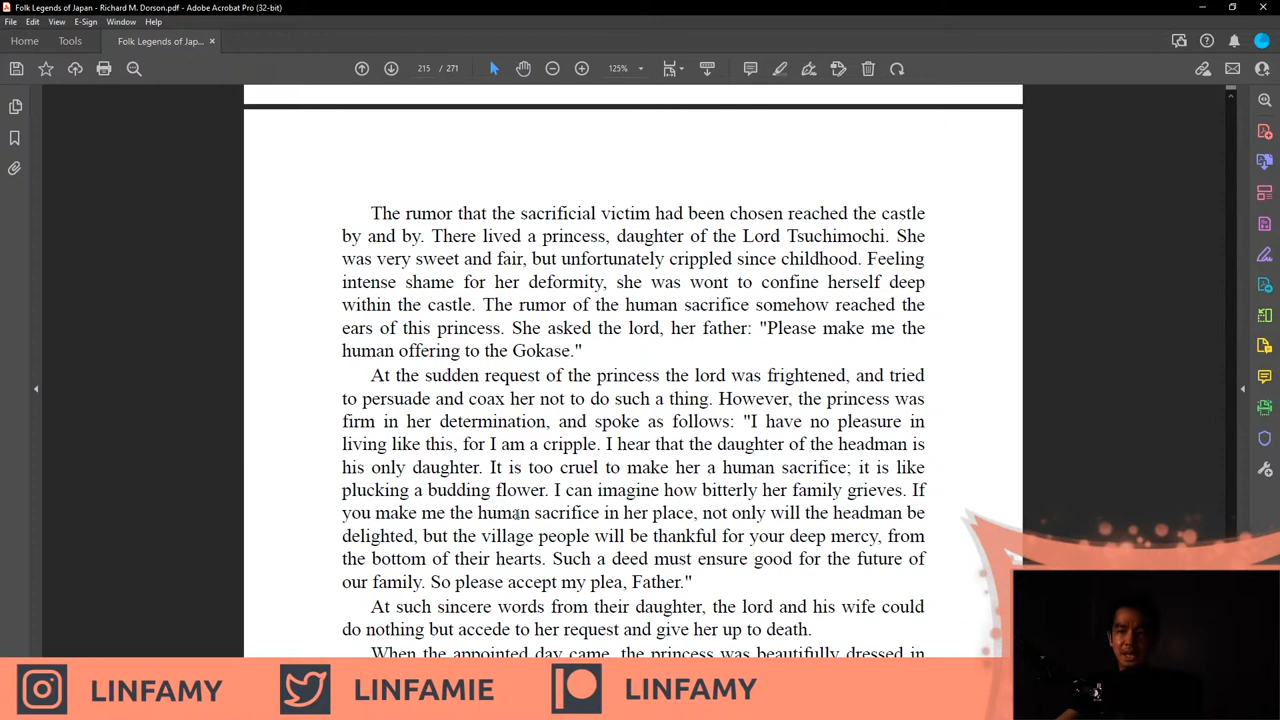 Folk Legends of Japan - Richard M. Dorson.pdf - Adobe Acrobat Pro (32-bit)
File Edit View E-Sign Window Help
Home Tools Folk Legends of Jap... ×
215 / 271 125%
The rumor that the sacrificial victim had been chosen reached the castle
by and by. There lived a princess, daughter of the Lord Tsuchimochi. She
was very sweet and fair, but unfortunately crippled since childhood. Feeling
intense shame for her deformity, she was wont to confine herself deep
within the castle. The rumor of the human sacrifice somehow reached the
ears of this princess. She asked the lord, her father: "Please make me the
human offering to the Gokase."
At the sudden request of the princess the lord was frightened, and tried
to persuade and coax her not to do such a thing. However, the princess was
firm in her determination, and spoke as follows: "I have no pleasure in
living like this, for I am a cripple. I hear that the daughter of the headman is
his only daughter. It is too cruel to make her a human sacrifice; it is like
plucking a budding flower. I can imagine how bitterly her family grieves. If
you make me the human sacrifice in her place, not only will the headman be
delighted, but the village people will be thankful for your deep mercy, from
the bottom of their hearts. Such a deed must ensure good for the future of
our family. So please accept my plea, Father."
At such sincere words from their daughter, the lord and his wife could
do nothing but accede to her request and give her up to death.
When the appointed day came, the princess was beautifully dressed in
LINFAMY LINFAMIE LINFAMY